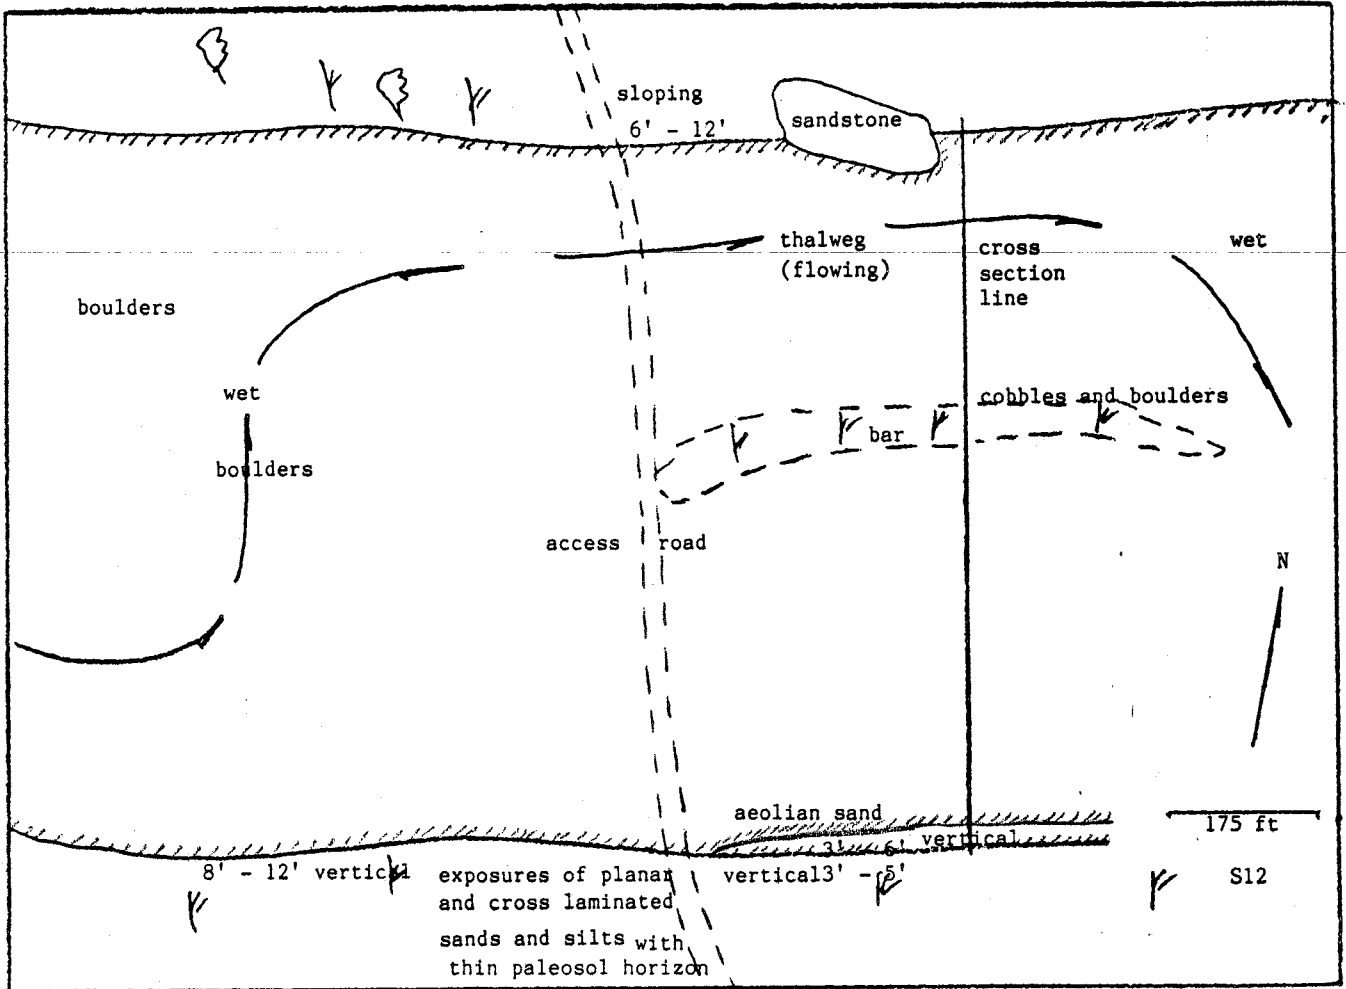 sloping
6' - 12'
sandstone
thalweg
(flowing)
cross
section
line
wet
boulders
wet
cobbles and boulders
bar
boulders
access road
N
aeolian sand
175 ft
3' - 6' vertical
8' - 12' vertical
exposures of planar
and cross laminated
sands and silts with
thin paleosol horizon
vertical3' - 5'
S12